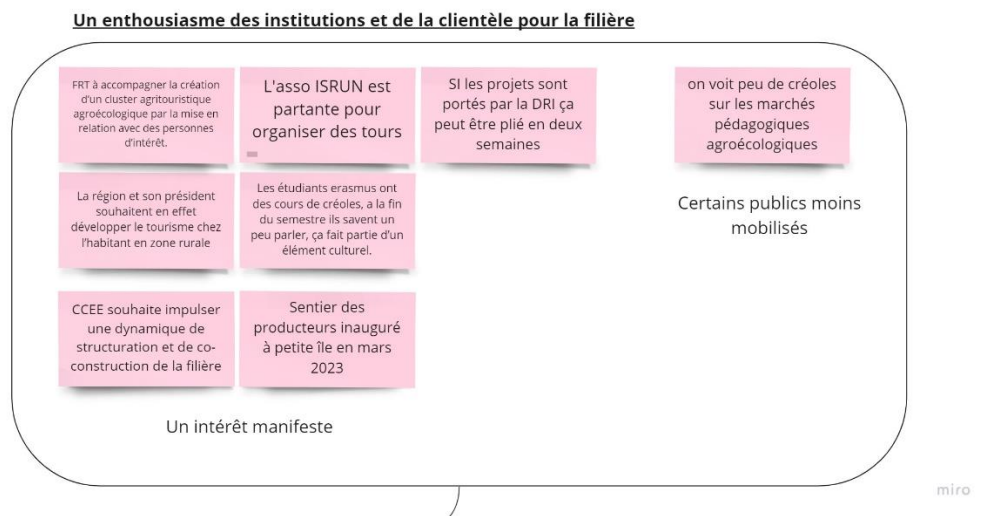 Un enthousiasme des institutions et de la clientèle pour la filière
FRT à accompagner la création
d'un cluster agritouristique
agroécologique par la mise en
relation avec des personnes
d'intérêt.
L'asso ISRUN est
partante pour
organiser des tours
SI les projets sont
portés par la DRI ça
peut être plié en deux
semaines
on voit peu de créoles
sur les marchés
pédagogiques
agroécologiques
La région et son président
souhaitent en effet
développer le tourisme chez
l'habitant en zone rurale
Les étudiants erasmus ont
des cours de créoles, a la fin
du semestre ils savent un
peu parler, ça fait partie d'un
élément culturel.
Certains publics moins
mobilisés
CCEE souhaite impulser
une dynamique de
structuration et de co-
construction de la filière
Sentier des
producteurs inauguré
à petite île en mars
2023
Un intérêt manifeste
miro